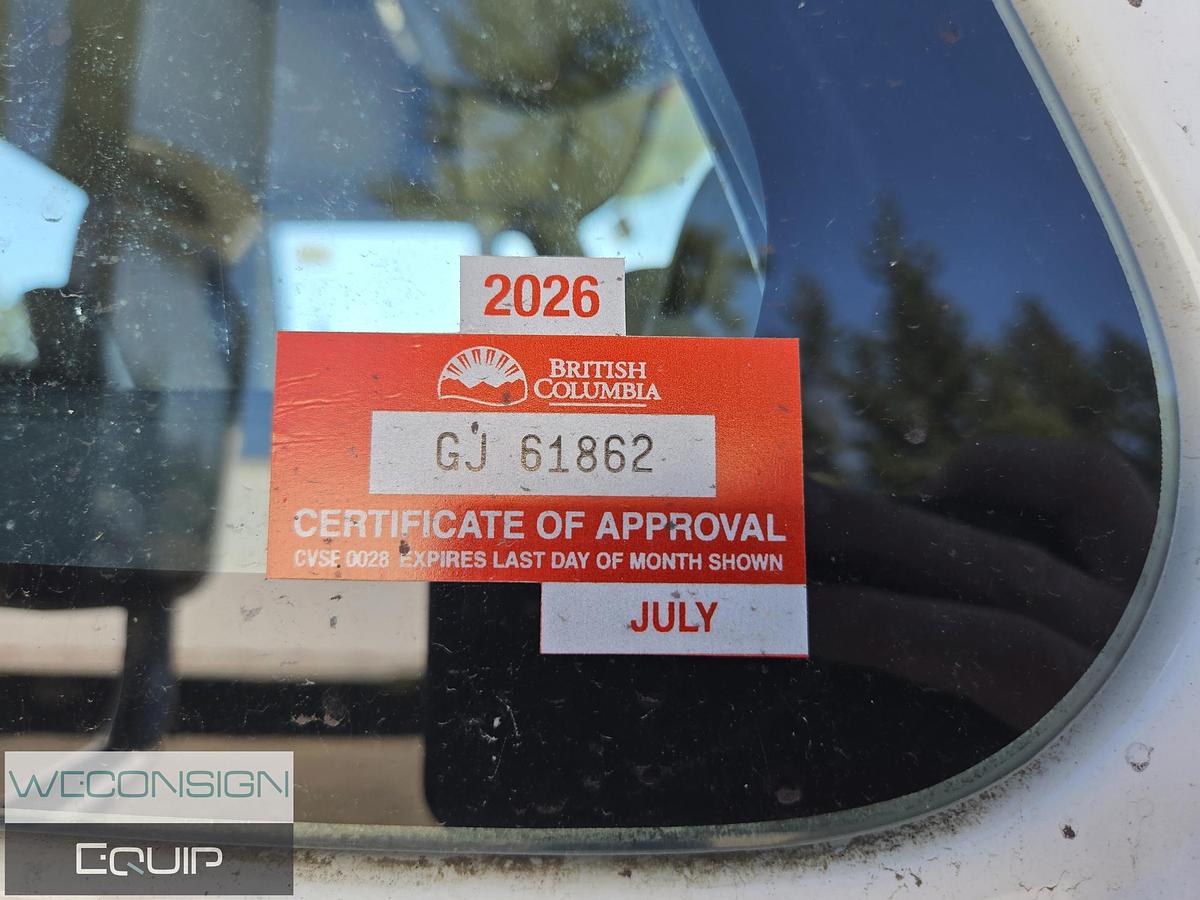 2026
BRITISH
COLUMBIA
GJ 61862
CERTIFICATE OF APPROVAL
CVSE 0028 EXPIRES LAST DAY OF MONTH SHOWN
JULY
WECONSIGN
EQUIP